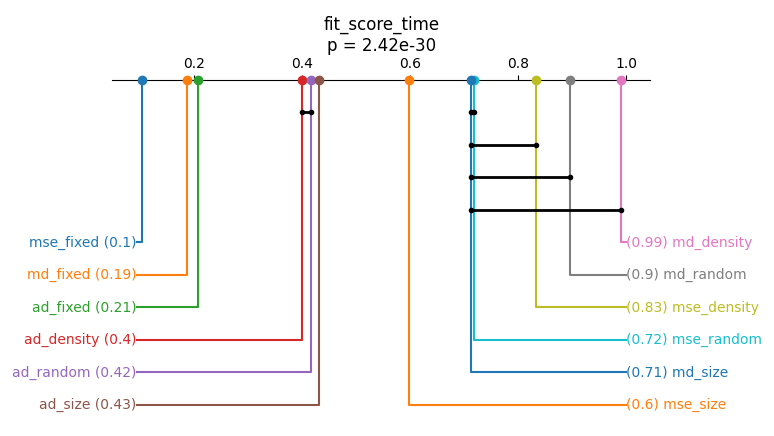 fit_score_time
p = 2.42e-30
0.2 0.4 0.6 0.8 1.0
mse_fixed (0.1) (0.99) md_density
md_fixed (0.19) (0.9) md_random
ad_fixed (0.21) (0.83) mse_density
ad_density (0.4) (0.72) mse_random
ad_random (0.42) (0.71) md_size
ad_size (0.43) (0.6) mse_size